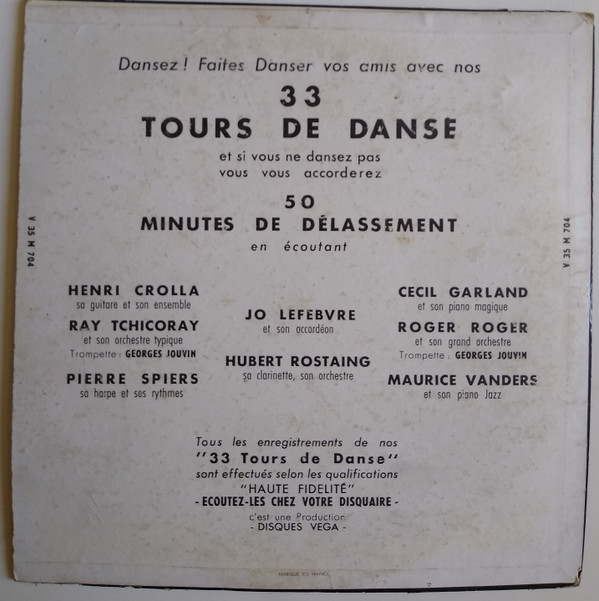 Dansez! Faites Danser vos amis avec nos
33
TOURS DE DANSE
et si vous ne dansez pas
vous vous accorderez
50
MINUTES DE DÉLASSEMENT
en écoutant
V 35 M 704
V 35 M 704
HENRI CROLLA
sa guitare et son ensemble
RAY TCHICORAY
et son orchestre typique
Trompette : GEORGES JOUVIN
PIERRE SPIERS
sa harpe et ses rythmes
JO LEFEBVRE
et son accordéon
HUBERT ROSTAING
sa clarinette, son orchestre
CECIL GARLAND
et son piano magique
ROGER ROGER
et son grand orchestre
Trompette : GEORGES JOUVIN
MAURICE VANDERS
et son piano Jazz
Tous les enregistrements de nos
"33 Tours de Danse"
sont effectués selon les qualifications
"HAUTE FIDELITÉ"
- ECOUTEZ-LES CHEZ VOTRE DISQUAIRE -
c'est une Production
- DISQUES VEGA -